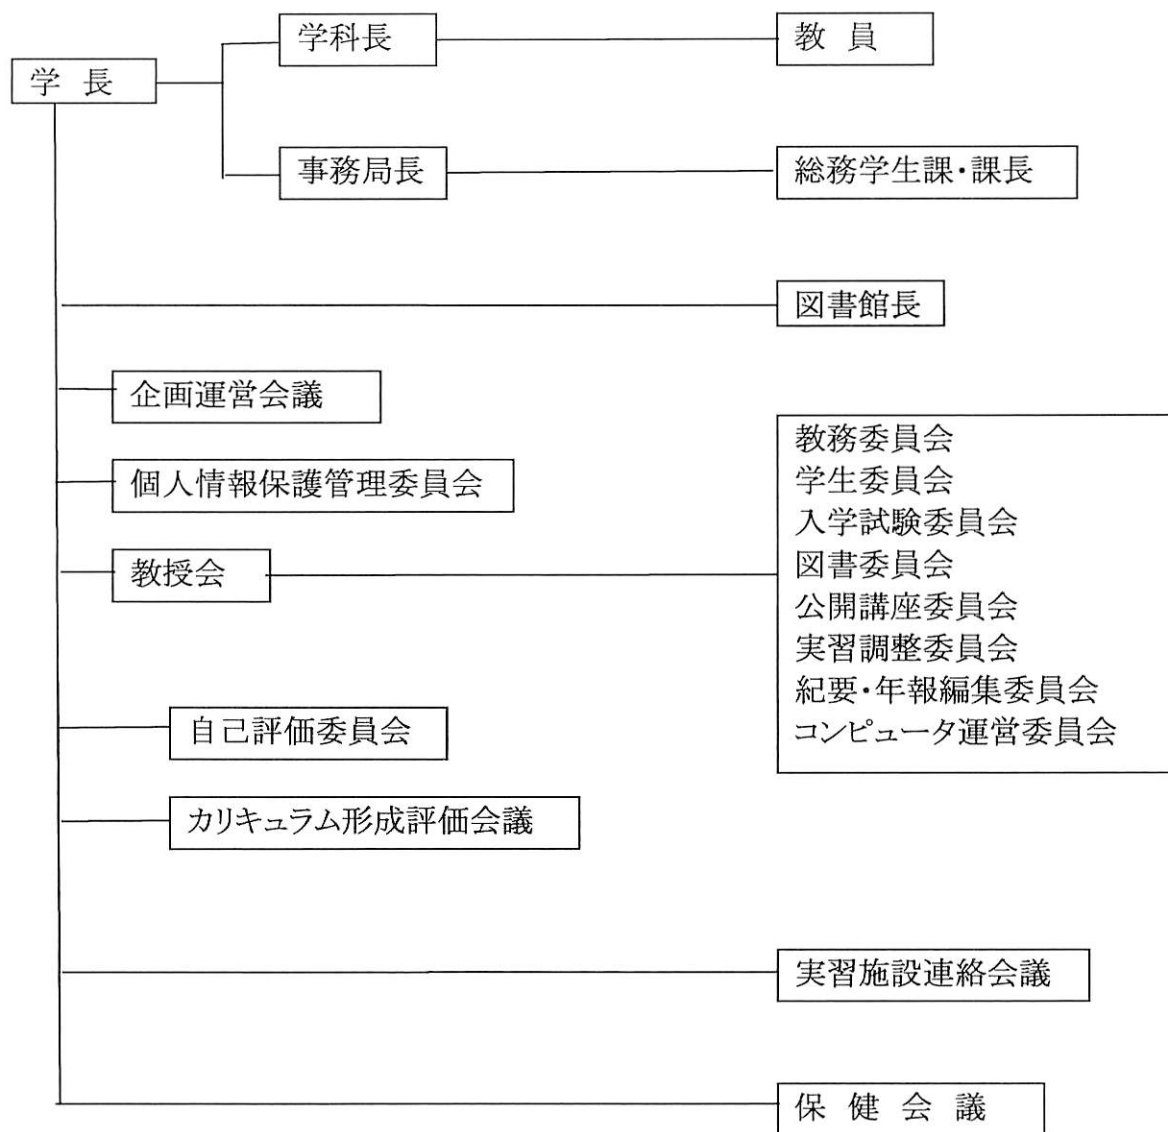 学科長
教 員
学 長
事務局長
総務学生課・課長
図書館長
企画運営会議
個人情報保護管理委員会
教授会
教務委員会
学生委員会
入学試験委員会
図書委員会
公開講座委員会
実習調整委員会
紀要・年報編集委員会
コンピュータ運営委員会
自己評価委員会
カリキュラム形成評価会議
実習施設連絡会議
保 健 会 議